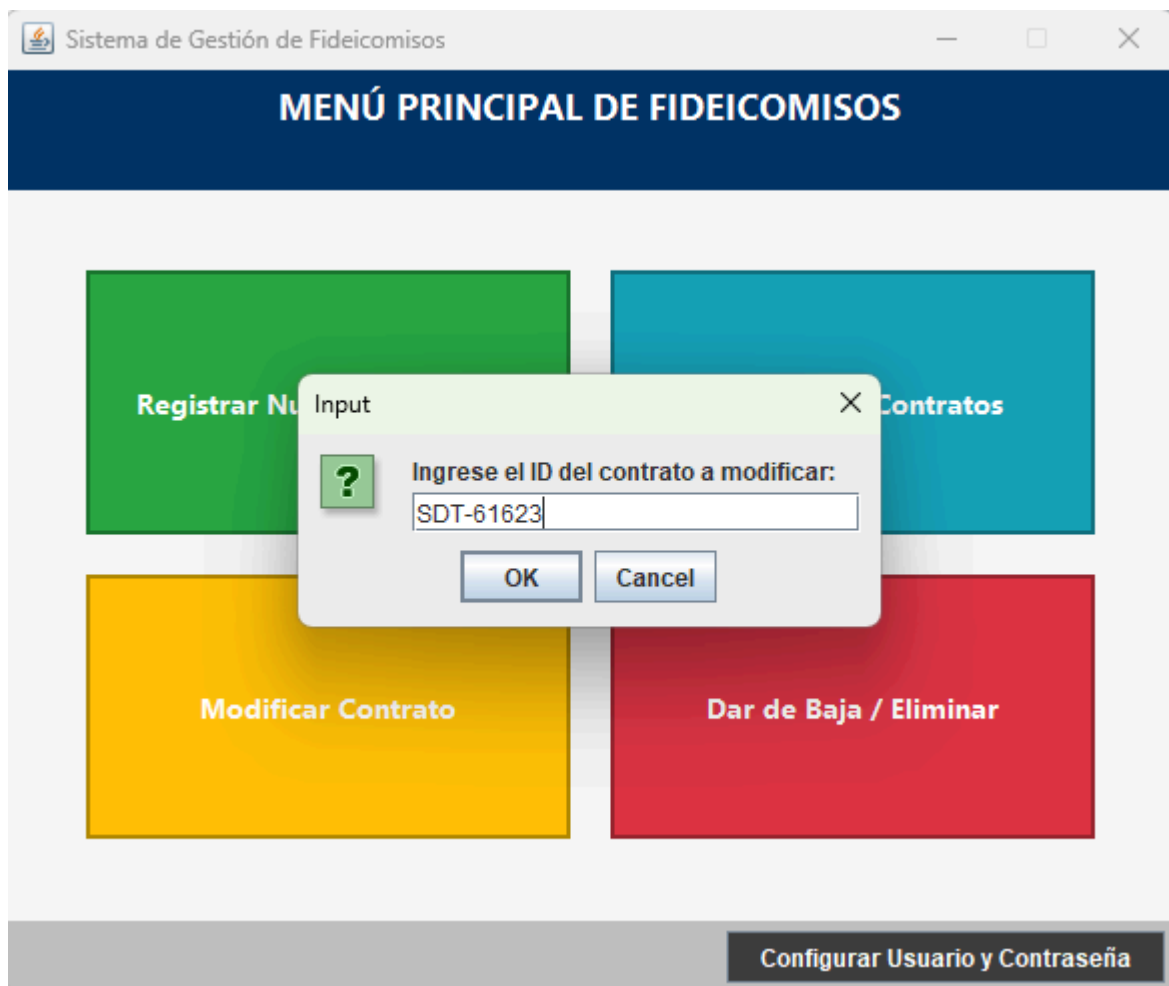 Sistema de Gestión de Fideicomisos
MENÚ PRINCIPAL DE FIDEICOMISOS
Registrar Nu
Contratos
Input
?
Ingrese el ID del contrato a modificar:
SDT-61623
OK Cancel
Modificar Contrato
Dar de Baja / Eliminar
Configurar Usuario y Contraseña